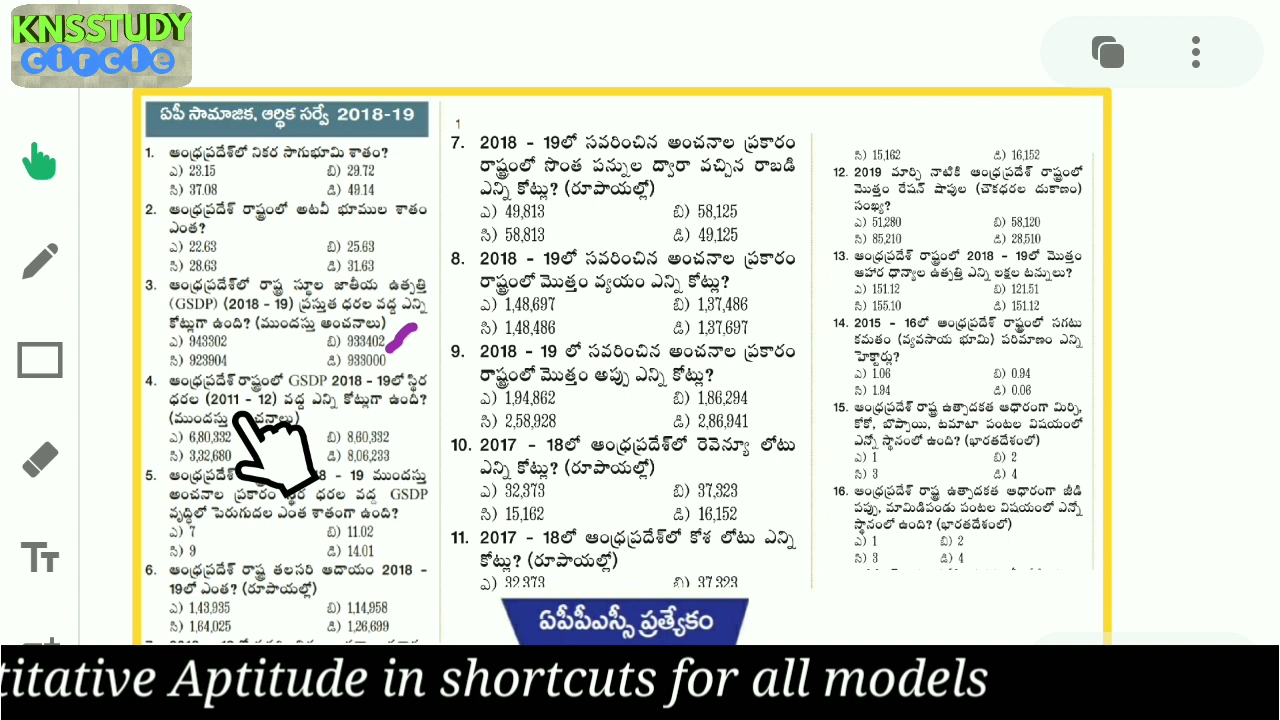 KNSSTUDY
circle
ఏపీ సామాజిక, ఆర్థిక సర్వే 2018-19
1. ఆంధ్రప్రదేశ్‌లో నికర సాగుభూమి శాతం?
ఎ) 23.15 బి) 29.72
సి) 37.08 డి) 49.14
2. ఆంధ్రప్రదేశ్ రాష్ట్రంలో అటవీ భూముల శాతం
ఎంత?
ఎ) 22.63 బి) 25.63
సి) 28.63 డి) 31.63
3. ఆంధ్రప్రదేశ్‌లో రాష్ట్ర స్థూల జాతీయ ఉత్పత్తి
(GSDP) (2018 - 19) ప్రస్తుత ధరల వద్ద ఎన్ని
కోట్లుగా ఉంది? (ముందస్తు అంచనాలు)
ఎ) 943302 బి) 933402
సి) 923904 డి) 933000
4. ఆంధ్రప్రదేశ్ రాష్ట్రంలో GSDP 2018 - 19లో స్థిర
ధరల (2011 - 12) వద్ద ఎన్ని కోట్లుగా ఉంది?
(ముందస్తు
ఎ) 6,80,332 బి) 8,60,332
సి) 3,32,680 డి) 8,06,233
5. ఆంధ్రప్రదేశ్ 18 - 19 ముందస్తు
అంచనాల ప్రకారం స్థిర ధరల వద్ద GSDP
వృద్ధిలో పెరుగుదల ఎంత శాతంగా ఉంది?
ఎ) 7 బి) 11.02
సి) 9 డి) 14.01
6. ఆంధ్రప్రదేశ్ రాష్ట్ర తలసరి ఆదాయం 2018 -
19లో ఎంత? (రూపాయల్లో)
ఎ) 1,43,935 బి) 1,14,958
సి) 1,64,025 డి) 1,26,699
1
7. 2018 - 19లో సవరించిన అంచనాల ప్రకారం
రాష్ట్రంలో సొంత పన్నుల ద్వారా వచ్చిన రాబడి
ఎన్ని కోట్లు? (రూపాయల్లో)
ఎ) 49,813 బి) 58,125
సి) 58,813 డి) 49,125
8. 2018 - 19లో సవరించిన అంచనాల ప్రకారం
రాష్ట్రంలో మొత్తం వ్యయం ఎన్ని కోట్లు?
ఎ) 1,48,697 బి) 1,37,486
సి) 1,48,486 డి) 1,37,697
9. 2018 - 19 లో సవరించిన అంచనాల ప్రకారం
రాష్ట్రంలో మొత్తం అప్పు ఎన్ని కోట్లు?
ఎ) 1,94,862 బి) 1,86,294
సి) 2,58,928 డి) 2,86,941
10. 2017 - 18లో ఆంధ్రప్రదేశ్‌లో రెవెన్యూ లోటు
ఎన్ని కోట్లు? (రూపాయల్లో)
ఎ) 32,373 బి) 37,323
సి) 15,162 డి) 16,152
11. 2017 - 18లో ఆంధ్రప్రదేశ్‌లో కోశ లోటు ఎన్ని
కోట్లు? (రూపాయల్లో)
ఎ) 32,373 బి) 37,323
సి) 15,162 డి) 16,152
12. 2019 మార్చి నాటికి ఆంధ్రప్రదేశ్ రాష్ట్రంలో
మొత్తం రేషన్ షాపుల (చౌకధరల దుకాణం)
సంఖ్య?
ఎ) 51,280 బి) 58,120
సి) 85,210 డి) 28,510
13. ఆంధ్రప్రదేశ్ రాష్ట్రంలో 2018 - 19లో మొత్తం
ఆహార ధాన్యాల ఉత్పత్తి ఎన్ని లక్షల టన్నులు?
ఎ) 151.12 బి) 121.51
సి) 155.10 డి) 151.12
14. 2015 - 16లో ఆంధ్రప్రదేశ్ రాష్ట్రంలో సగటు
కమతం (వ్యవసాయ భూమి) పరిమాణం ఎన్ని
హెక్టార్లు?
ఎ) 1.06 బి) 0.94
సి) 1.94 డి) 0.06
15. ఆంధ్రప్రదేశ్ రాష్ట్ర ఉత్పాదకత ఆధారంగా మిర్చి,
కోకో, బొప్పాయి, టమాటా పంటల విషయంలో
ఎన్నో స్థానంలో ఉంది? (భారతదేశంలో)
ఎ) 1 బి) 2
సి) 3 డి) 4
16. ఆంధ్రప్రదేశ్ రాష్ట్ర ఉత్పాదకత ఆధారంగా జీడి
పప్పు, మామిడిపండు పంటల విషయంలో ఎన్నో
స్థానంలో ఉంది? (భారతదేశంలో)
ఎ) 1 బి) 2
సి) 3 డి) 4
ఏపీపీఎస్సీ ప్రత్యేకం
Tт
titative Aptitude in shortcuts for all models